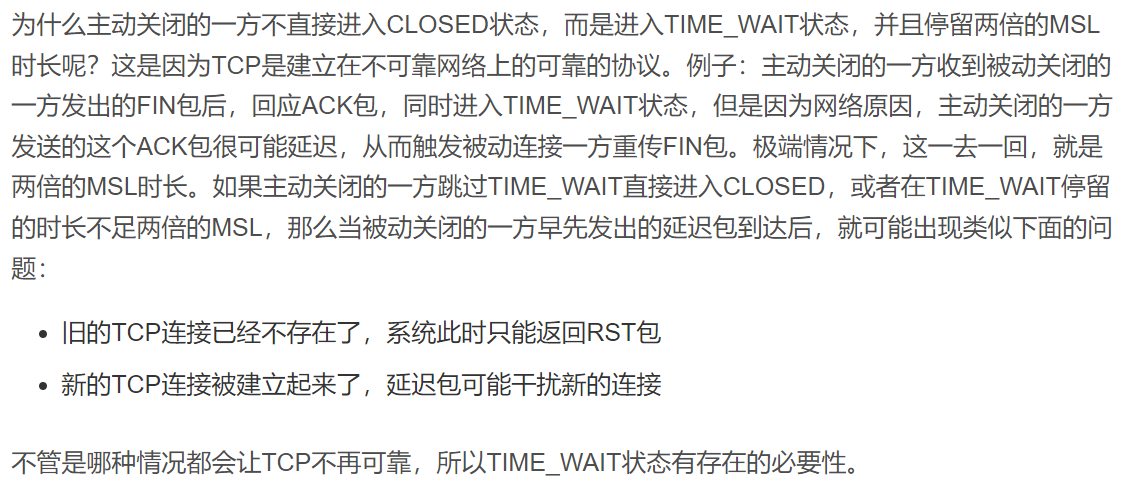 为什么主动关闭的一方不直接进入CLOSED状态，而是进入TIME_WAIT状态，并且停留两倍的MSL
时长呢？这是因为TCP是建立在不可靠网络上的可靠的协议。例子：主动关闭的一方收到被动关闭的
一方发出的FIN包后，回应ACK包，同时进入TIME_WAIT状态，但是因为网络原因，主动关闭的一方
发送的这个ACK包很可能延迟，从而触发被动连接一方重传FIN包。极端情况下，这一去一回，就是
两倍的MSL时长。如果主动关闭的一方跳过TIME_WAIT直接进入CLOSED，或者在TIME_WAIT停留
的时长不足两倍的MSL，那么当被动关闭的一方早先发出的延迟包到达后，就可能出现类似下面的问
题：
• 旧的TCP连接已经不存在了，系统此时只能返回RST包
• 新的TCP连接被建立起来了，延迟包可能干扰新的连接
不管是哪种情况都会让TCP不再可靠，所以TIME_WAIT状态有存在的必要性。